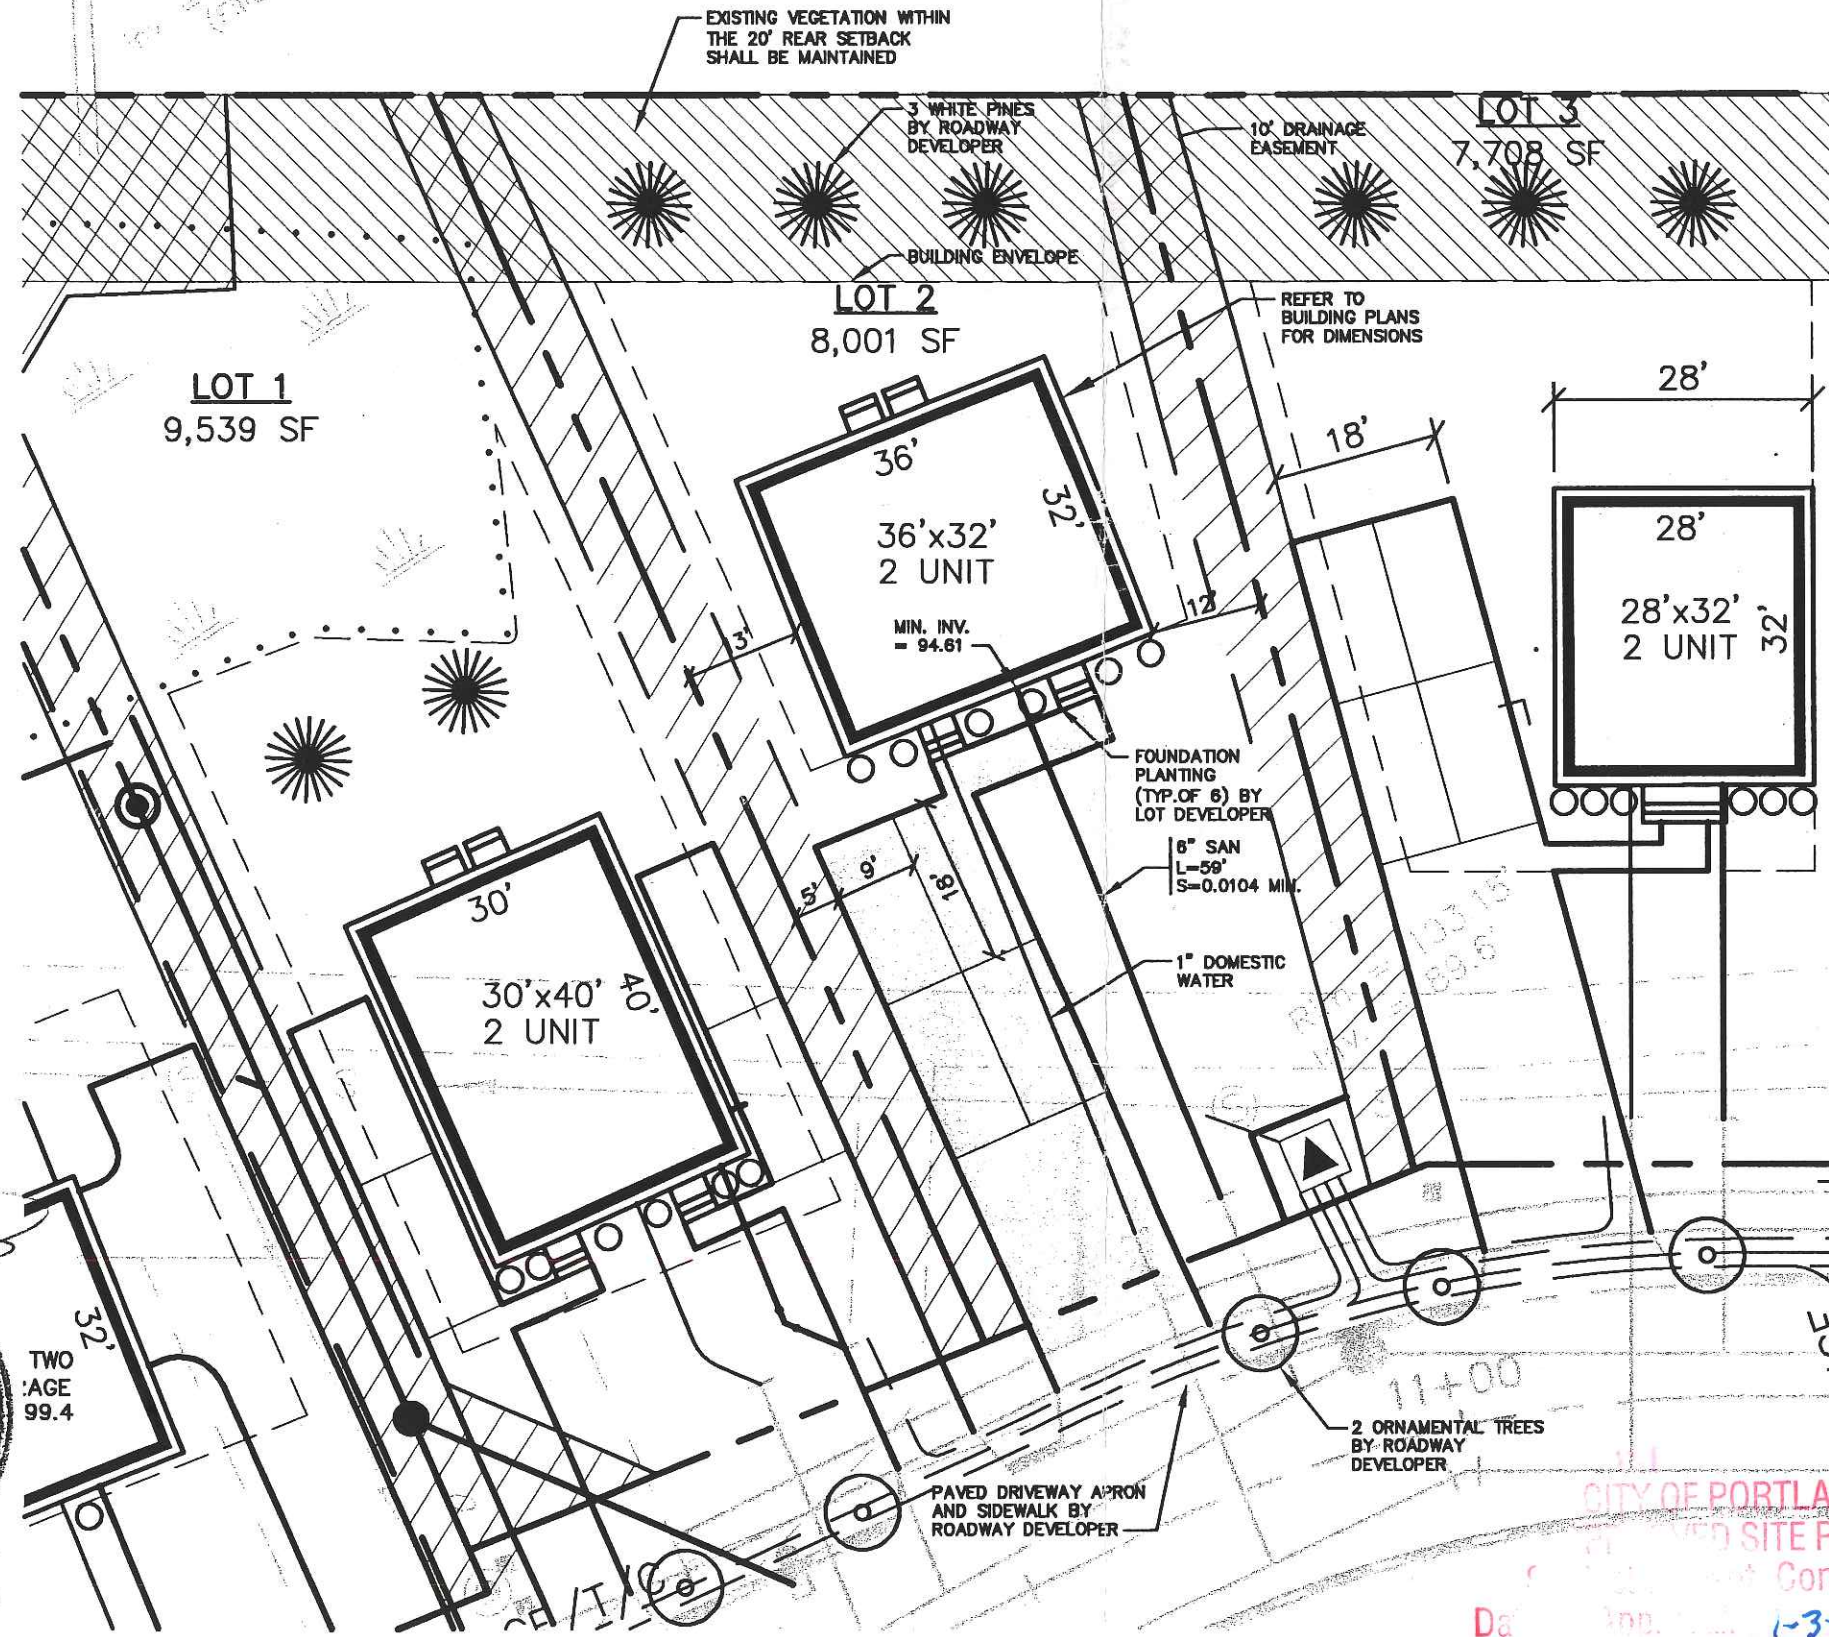 EXISTING VEGETATION WITHIN
THE 20' REAR SETBACK
SHALL BE MAINTAINED
3 WHITE PINES
BY ROADWAY
DEVELOPER
10' DRAINAGE
EASEMENT
LOT 3
7,708 SF
BUILDING ENVELOPE
LOT 2
8,001 SF
REFER TO
BUILDING PLANS
FOR DIMENSIONS
LOT 1
9,539 SF
28'
18'
36'
32'
36'x32'
2 UNIT
28'
28'x32'
2 UNIT
32'
MIN. INV.
= 94.61
12'
3'
FOUNDATION
PLANTING
(TYP.OF 6) BY
LOT DEVELOPER
6" SAN
L=59'
S=0.0104 MIN.
5'
9'
18'
30'
40'
30'x40'
2 UNIT
1" DOMESTIC
WATER
103.15'
89.6'
(S)
32'
TWO
99.4
11+00
2 ORNAMENTAL TREES
BY ROADWAY
DEVELOPER
PAVED DRIVEWAY APRON
AND SIDEWALK BY
ROADWAY DEVELOPER
CITY OF
SITE